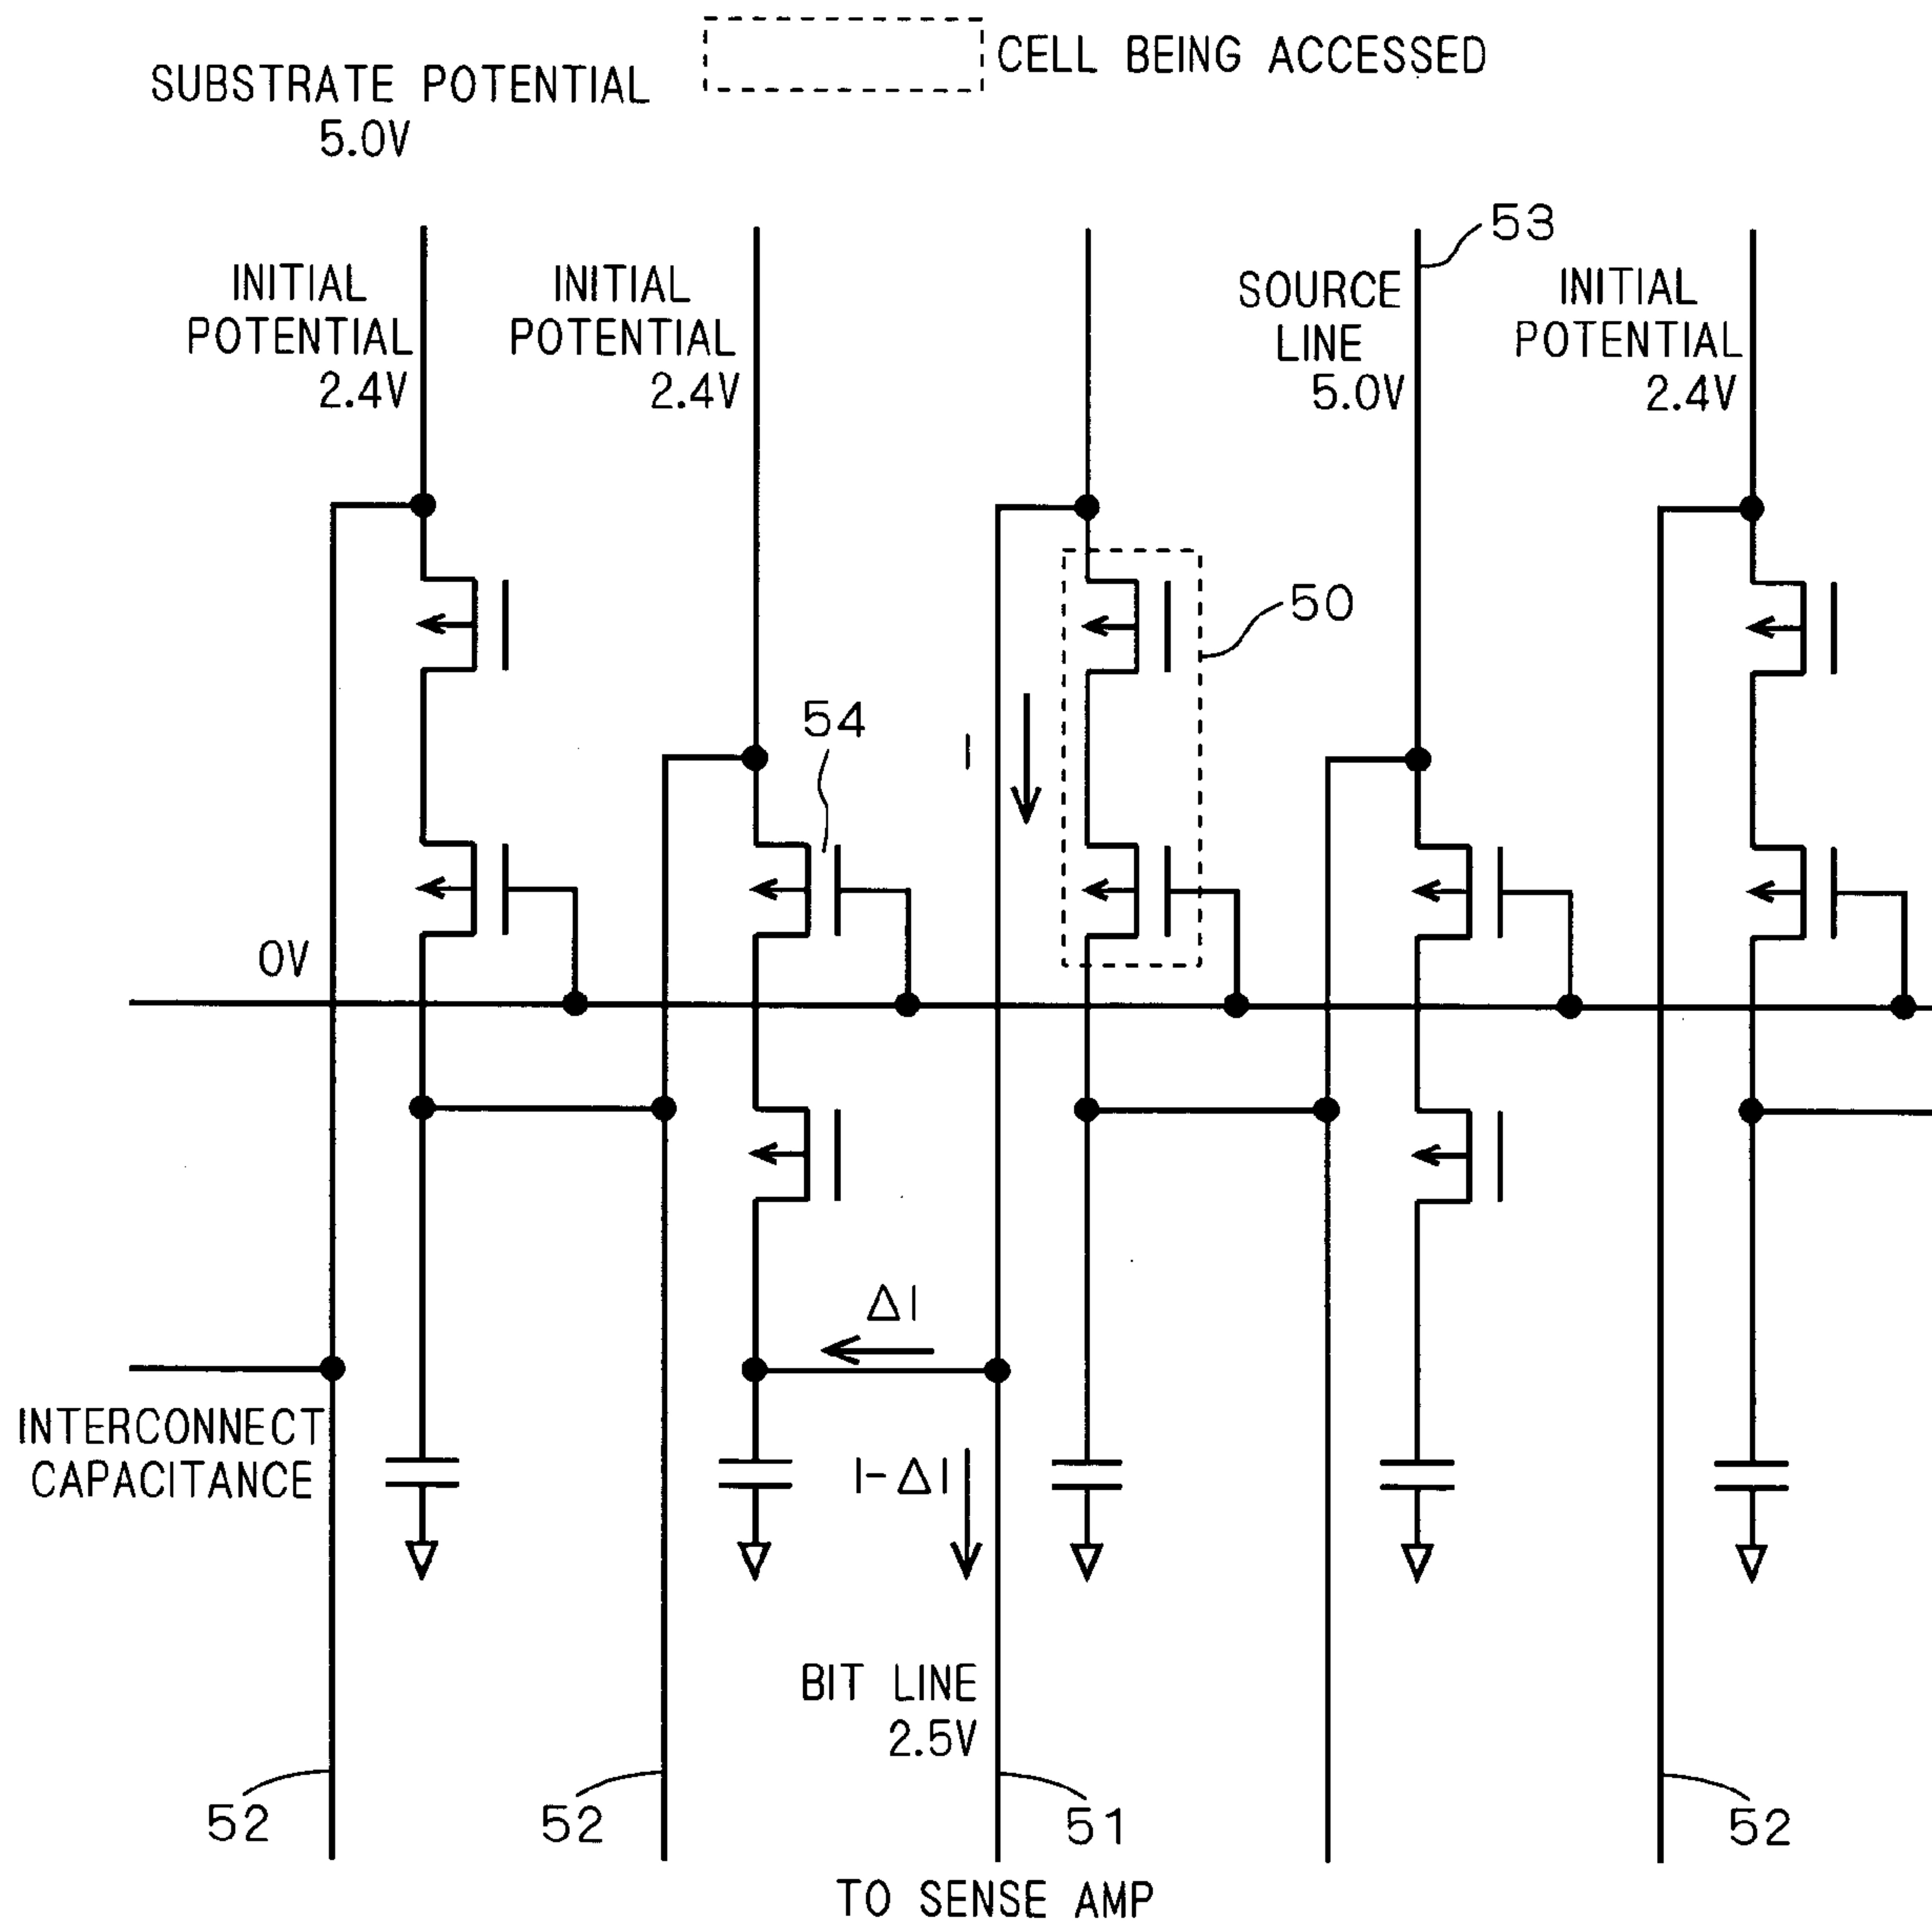 CELL BEING ACCESSED
SUBSTRATE POTENTIAL
5.0V
53
INITIAL
POTENTIAL
2.4V
INITIAL
POTENTIAL
2.4V
SOURCE
LINE
5.0V
INITIAL
POTENTIAL
2.4V
50
54
I
0V
ΔI
INTERCONNECT
CAPACITANCE
I-ΔI
BIT LINE
2.5V
52
52
51
52
TO SENSE AMP